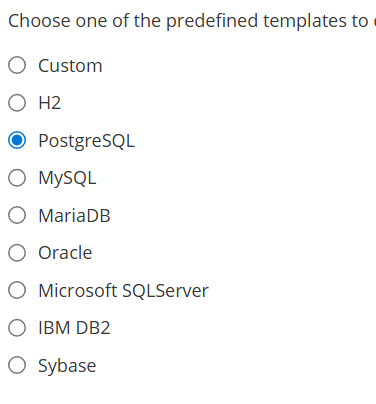 Choose one of the predefined templates to
Custom
H2
PostgreSQL
MySQL
MariaDB
Oracle
Microsoft SQLServer
IBM DB2
Sybase